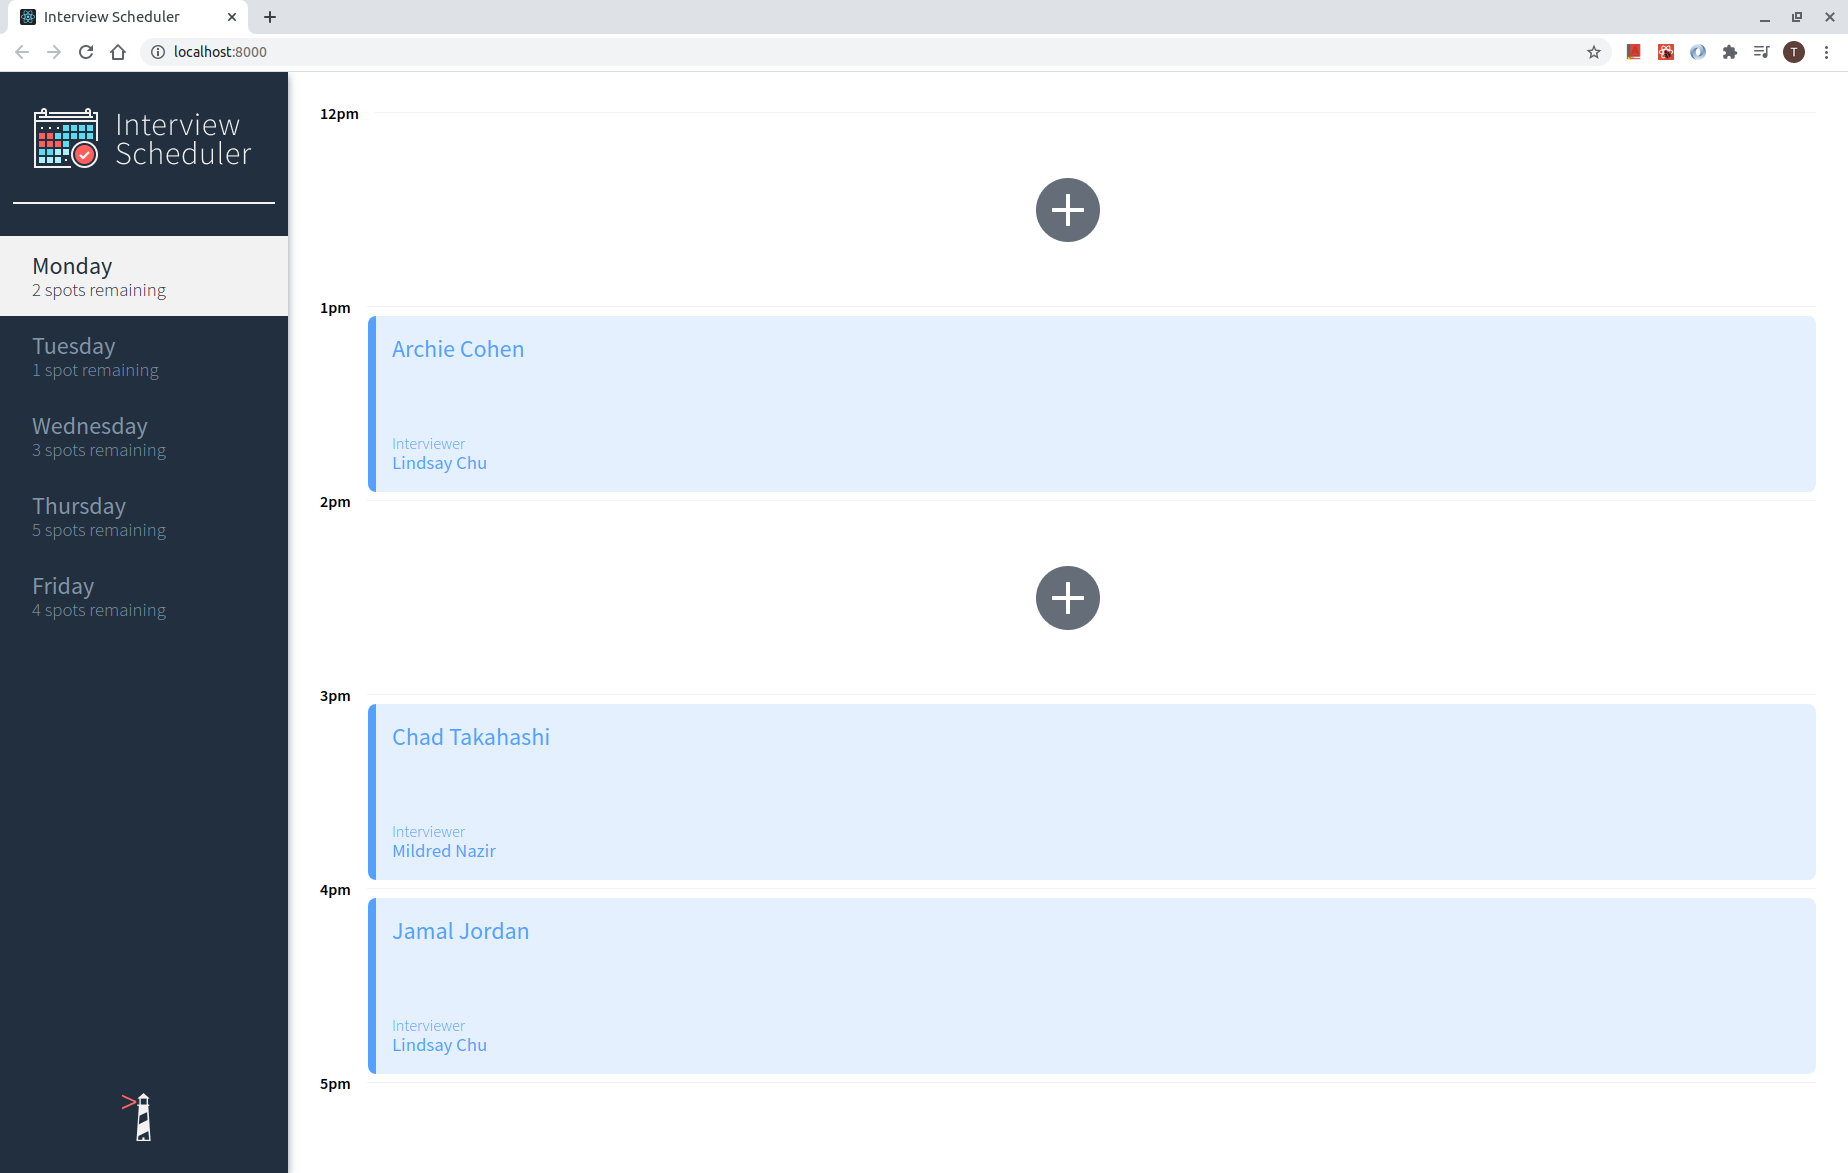 Interview Scheduler
localhost:8000
T
Interview
Scheduler
Monday
2 spots remaining
Tuesday
1 spot remaining
Wednesday
3 spots remaining
Thursday
5 spots remaining
Friday
4 spots remaining
12pm
1pm
Archie Cohen
Interviewer
Lindsay Chu
2pm
3pm
Chad Takahashi
Interviewer
Mildred Nazir
4pm
Jamal Jordan
Interviewer
Lindsay Chu
5pm